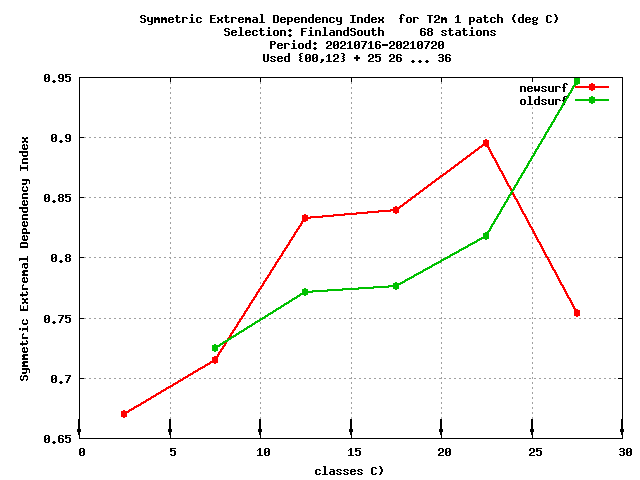 Symmetric Extremal Dependency Index  for T2m 1 patch (deg C)
Selection: FinlandSouth     68 stations
Period: 20210716-20210720
Used {00,12} + 25 26 ... 36
newsurf
oldsurf
0.95
0.9
0.85
0.8
0.75
0.7
0.65
Symmetric Extremal Dependency Index
0 5 10 15 20 25 30
classes C)